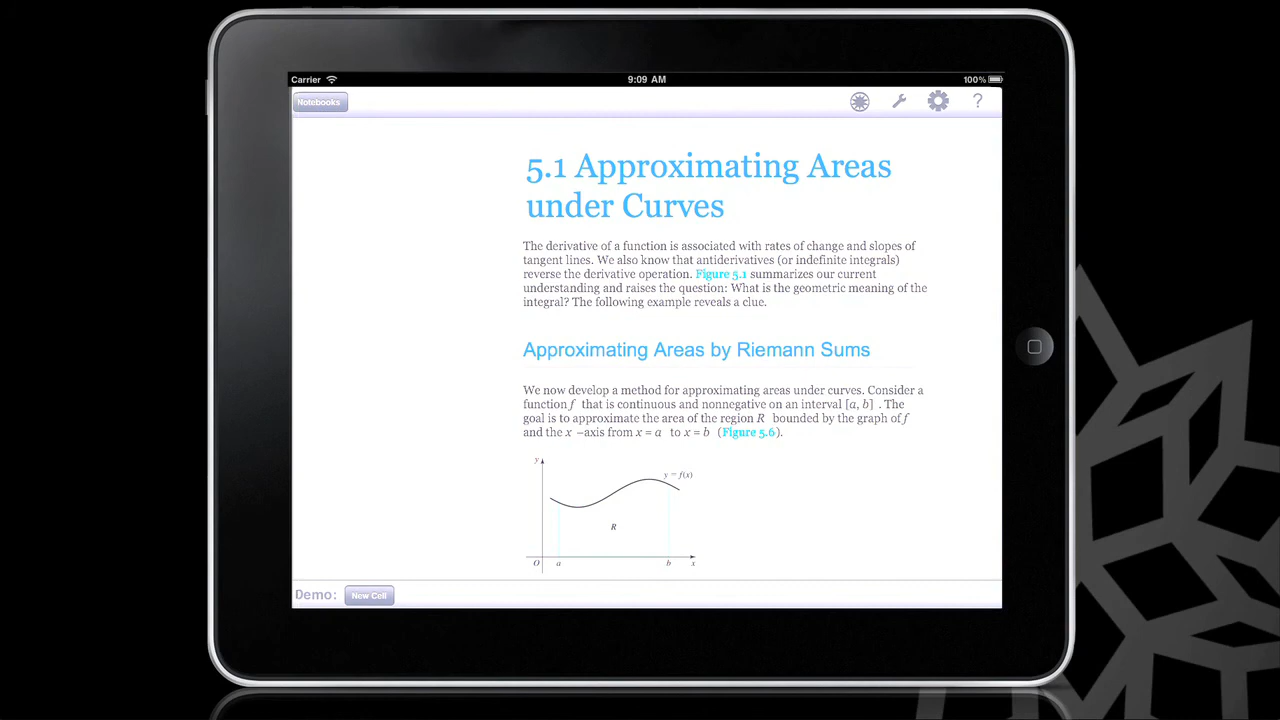 Carrier 9:09 AM 100%
Notebooks ?
5.1 Approximating Areas
under Curves
The derivative of a function is associated with rates of change and slopes of
tangent lines. We also know that antiderivatives (or indefinite integrals)
reverse the derivative operation. Figure 5.1 summarizes our current
understanding and raises the question: What is the geometric meaning of the
integral? The following example reveals a clue.
Approximating Areas by Riemann Sums
We now develop a method for approximating areas under curves. Consider a
function f that is continuous and nonnegative on an interval [a, b] . The
goal is to approximate the area of the region R bounded by the graph of f
and the x −axis from x = a to x = b (Figure 5.6).
y
y = f(x)
R
O a b x
Demo: New Cell